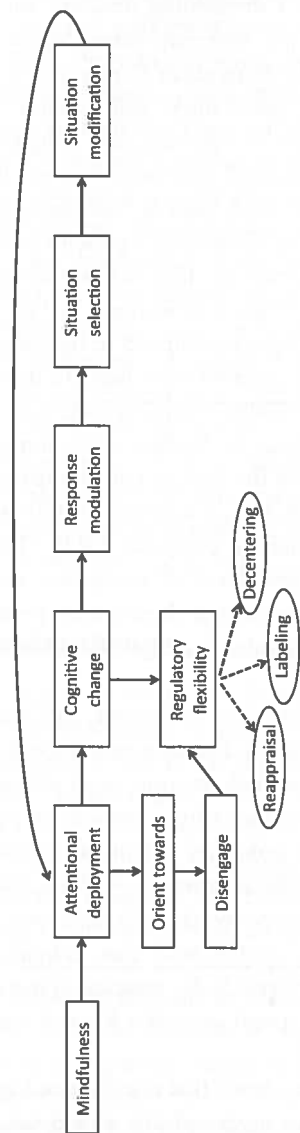 Mindfulness
Attentional
deployment
Cognitive
change
Response
modulation
Situation
selection
Situation
modification
Orient towards
Disengage
Regulatory
flexibility
Reappraisal
Labeling
Decentering